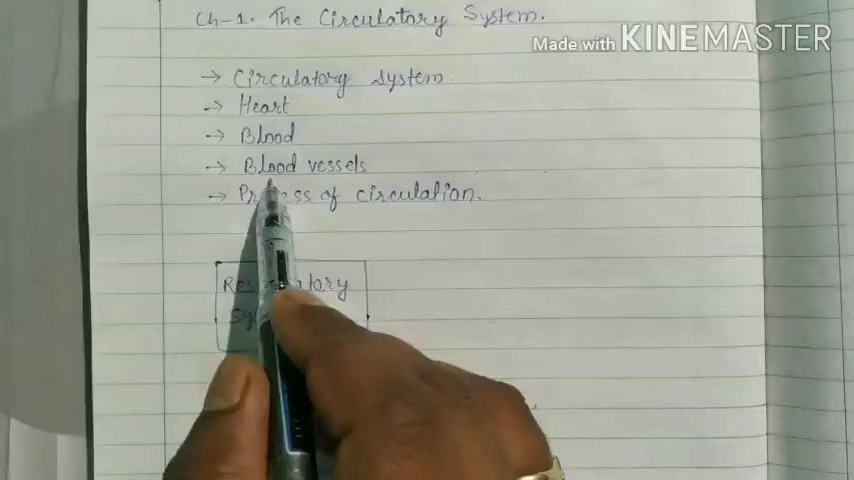 Ch-1. The Circulatory System.
Made with KINEMASTER
→ Circulatory system.
→ Heart
→ Blood
→ Blood vessels
→ of circulation.